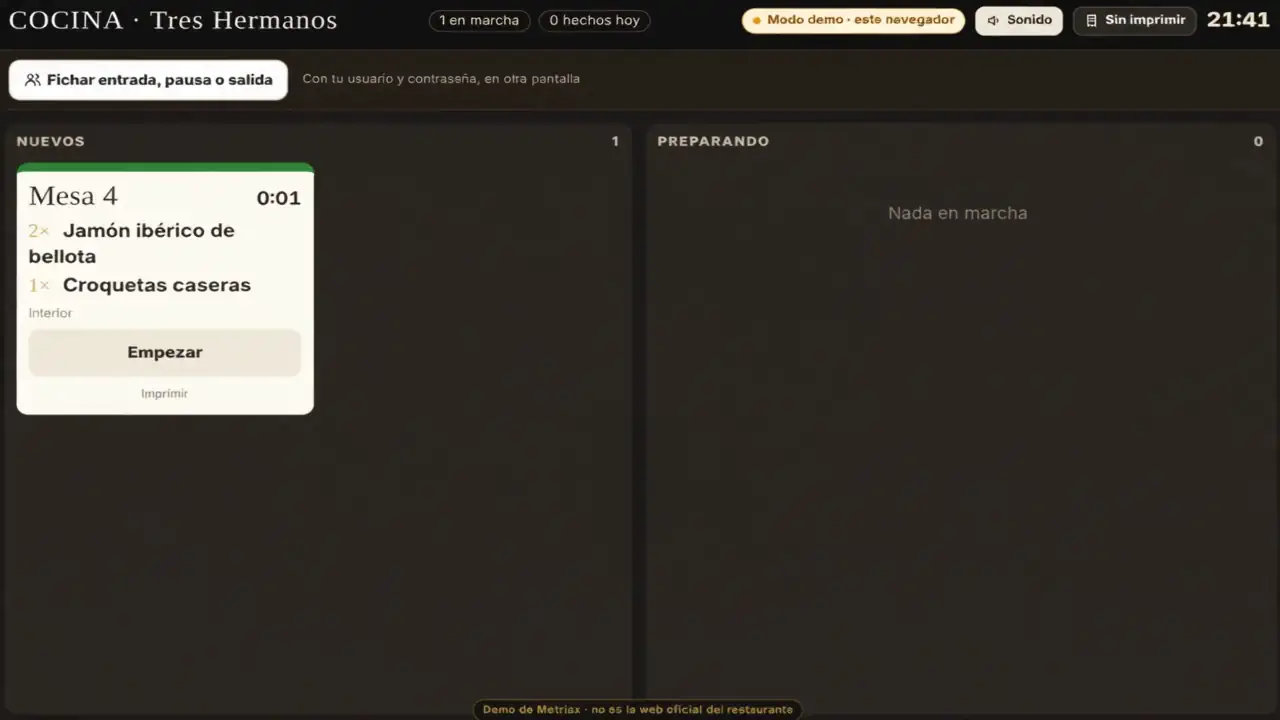 COCINA · Tres Hermanos
1 en marcha
0 hechos hoy
Modo demo · este navegador
Sonido
Sin imprimir
21:41
Fichar entrada, pausa o salida
Con tu usuario y contraseña, en otra pantalla
NUEVOS
1
PREPARANDO
0
Mesa 4
0:01
2× Jamón ibérico de
bellota
1× Croquetas caseras
Interior
Empezar
Imprimir
Nada en marcha
Demo de Metriax · no es la web oficial del restaurante